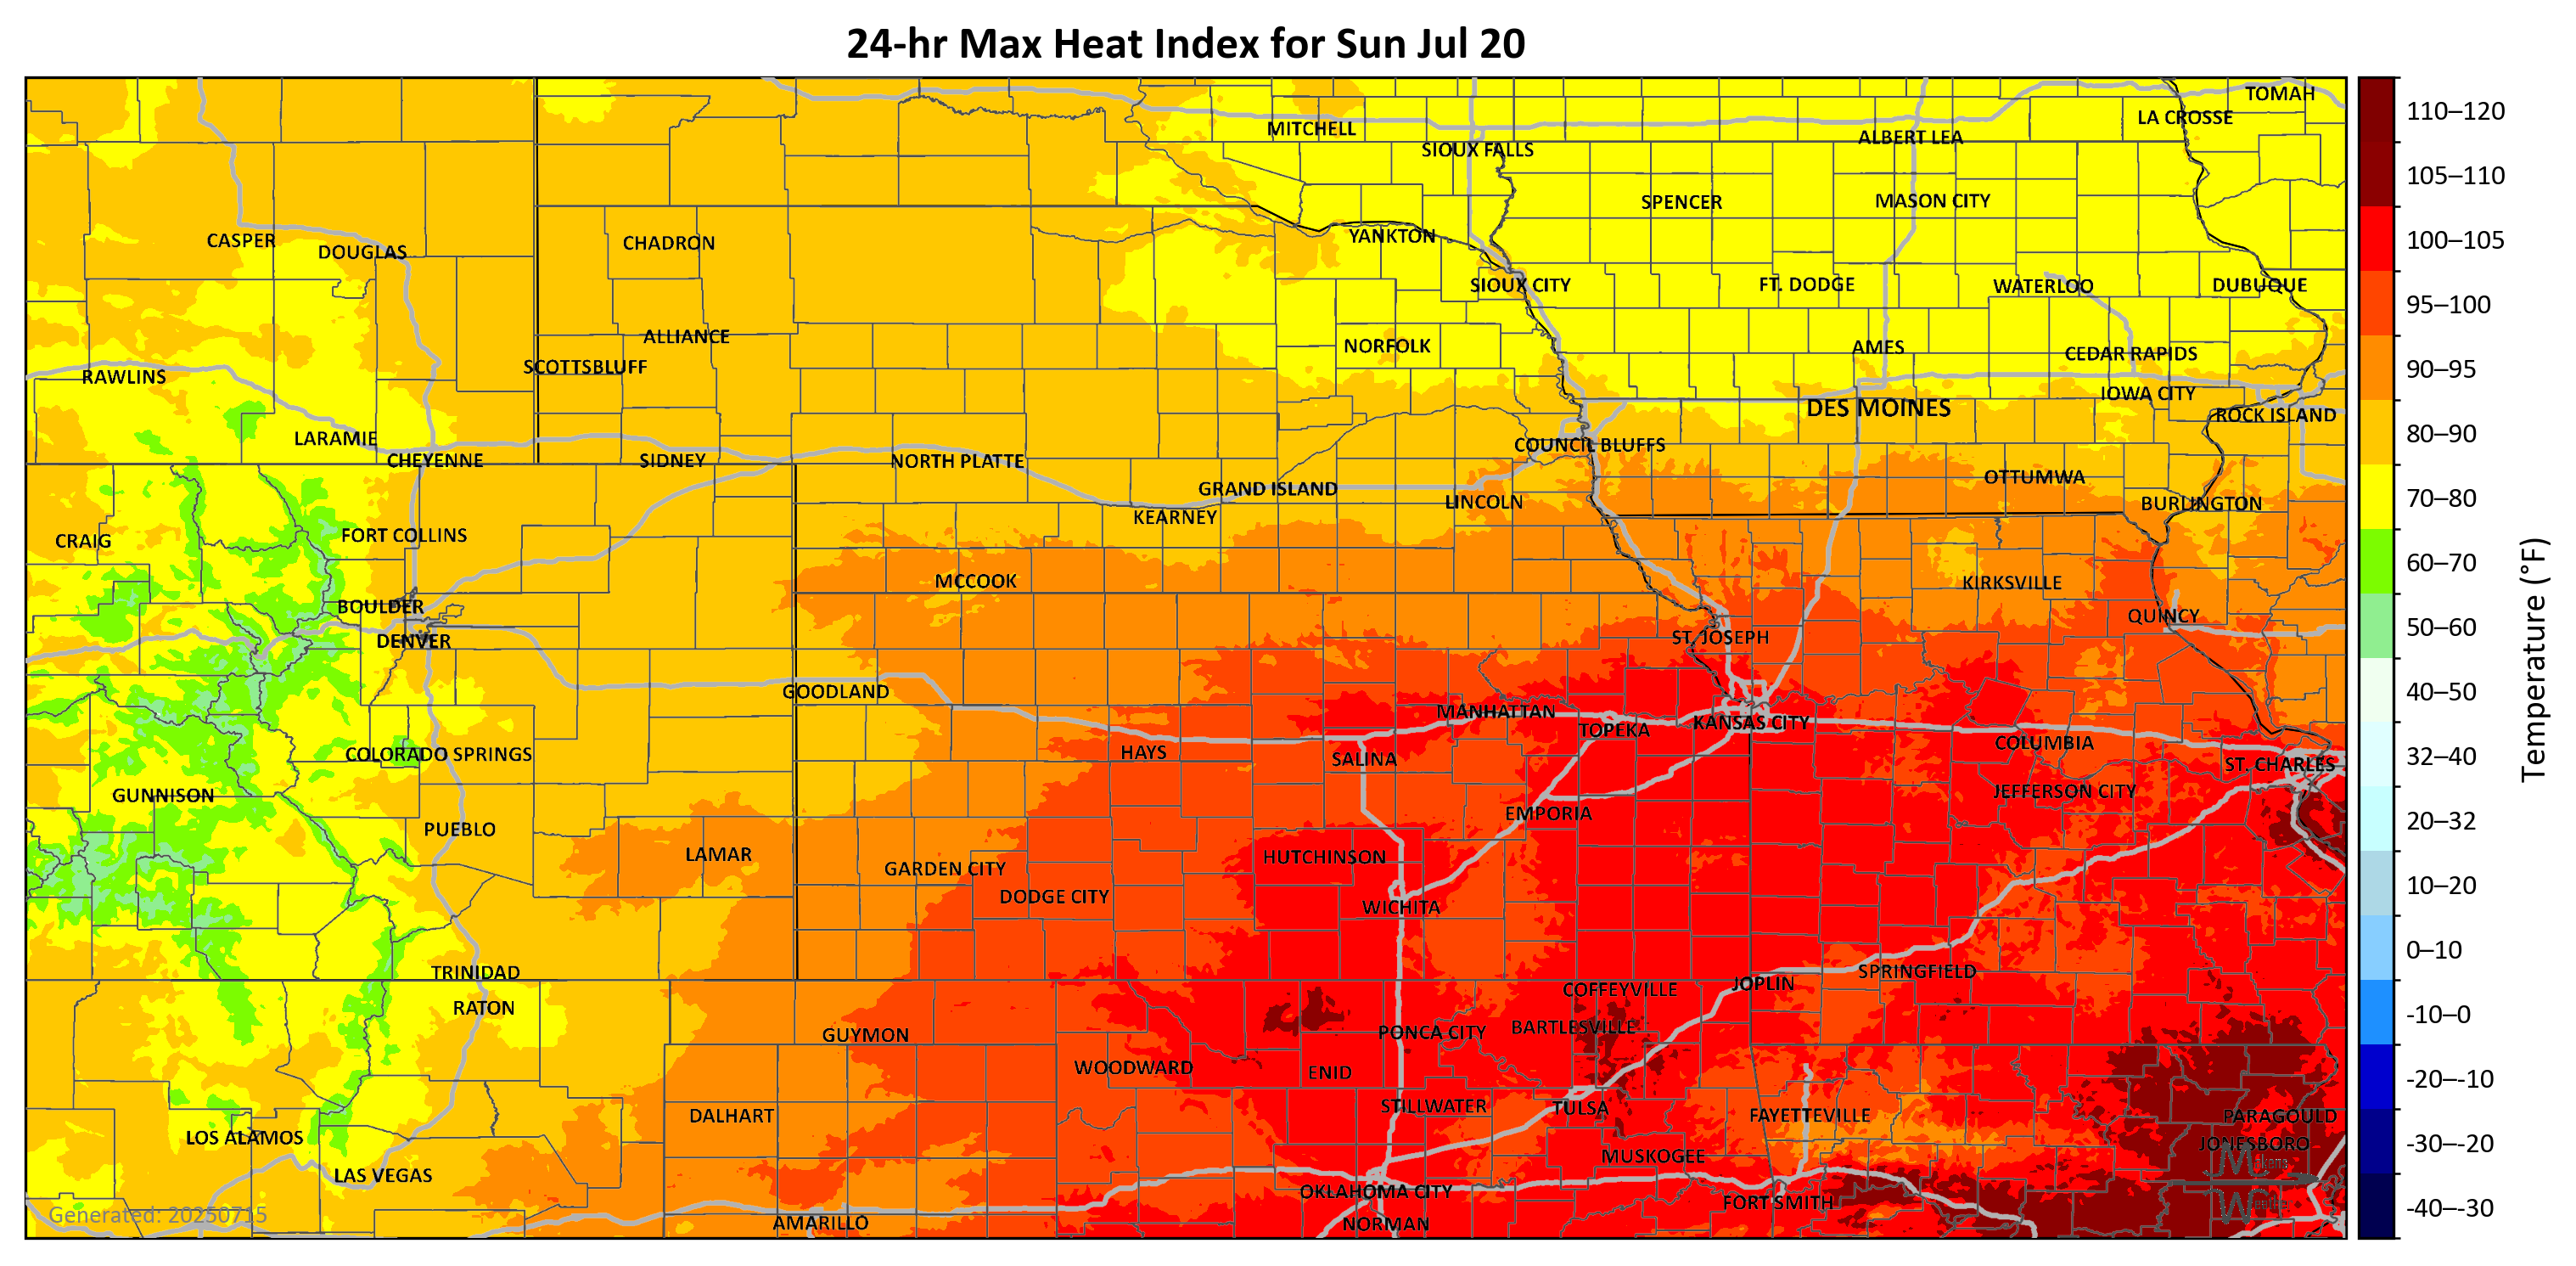 24-hr Max Heat Index for Sun Jul 20
TOMAH
LA CROSSE
MITCHELL
ALBERT LEA
SIOUX FALLS
SPENCER
MASON CITY
YANKTON
CASPER
CHADRON
DOUGLAS
SIOUX CITY
FT. DODGE
WATERLOO
DUBUQUE
ALLIANCE
NORFOLK
AMES
CEDAR RAPIDS
SCOTTSBLUFF
RAWLINS
IOWA CITY
DES MOINES
ROCK ISLAND
LARAMIE
COUNCIL BLUFFS
CHEYENNE
SIDNEY
NORTH PLATTE
OTTUMWA
GRAND ISLAND
LINCOLN
BURLINGTON
KEARNEY
FORT COLLINS
CRAIG
MCCOOK
KIRKSVILLE
BOULDER
QUINCY
DENVER
ST. JOSEPH
GOODLAND
MANHATTAN
TOPEKA
KANSAS CITY
COLUMBIA
HAYS
COLORADO SPRINGS
SALINA
ST. CHARLES
GUNNISON
JEFFERSON CITY
EMPORIA
PUEBLO
LAMAR
HUTCHINSON
GARDEN CITY
DODGE CITY
WICHITA
TRINIDAD
SPRINGFIELD
JOPLIN
COFFEYVILLE
RATON
BARTLESVILLE
PONCA CITY
GUYMON
WOODWARD
ENID
STILLWATER
TULSA
DALHART
FAYETTEVILLE
PARAGOULD
LOS ALAMOS
JONESBORO
MUSKOGEE
LAS VEGAS
OKLAHOMA CITY
FORT SMITH
AMARILLO
NORMAN
Generated: 20250715
110–120
105–110
100–105
95–100
90–95
80–90
70–80
60–70
50–60
40–50
32–40
20–32
10–20
0–10
-10–0
-20–-10
-30–-20
-40–-30
Temperature (°F)